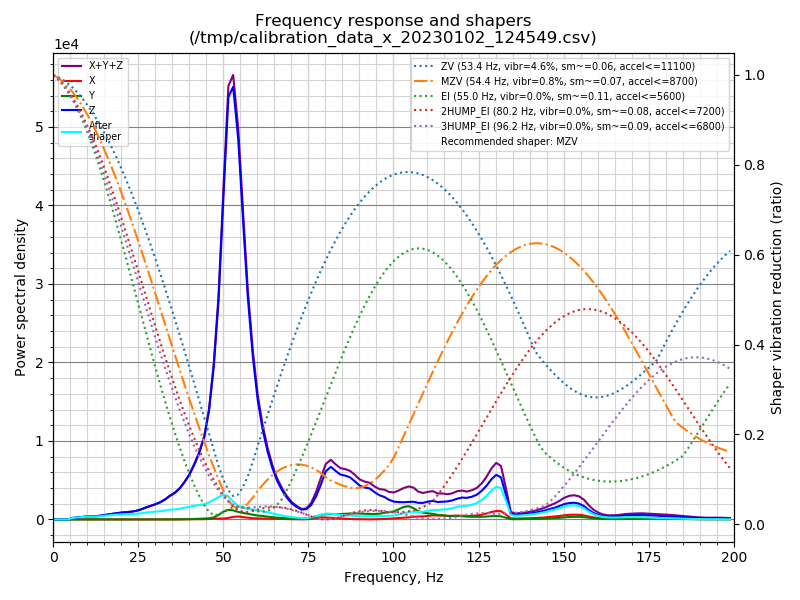 Frequency response and shapers
(/tmp/calibration_data_x_20230102_124549.csv)
1e4
X+Y+Z
X
Y
Z
After
shaper
ZV (53.4 Hz, vibr=4.6%, sm~=0.06, accel<=11100)
MZV (54.4 Hz, vibr=0.8%, sm~=0.07, accel<=8700)
EI (55.0 Hz, vibr=0.0%, sm~=0.11, accel<=5600)
2HUMP_EI (80.2 Hz, vibr=0.0%, sm~=0.08, accel<=7200)
3HUMP_EI (96.2 Hz, vibr=0.0%, sm~=0.09, accel<=6800)
Recommended shaper: MZV
Power spectral density
5
4
3
2
1
0
1.0
0.8
0.6
0.4
0.2
0.0
Shaper vibration reduction (ratio)
0 25 50 75 100 125 150 175 200
Frequency, Hz